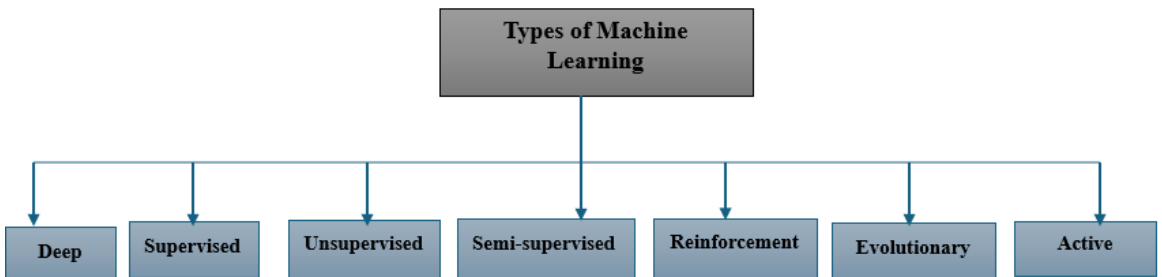 Types of Machine
Learning
Deep
Supervised
Unsupervised
Semi-supervised
Reinforcement
Evolutionary
Active